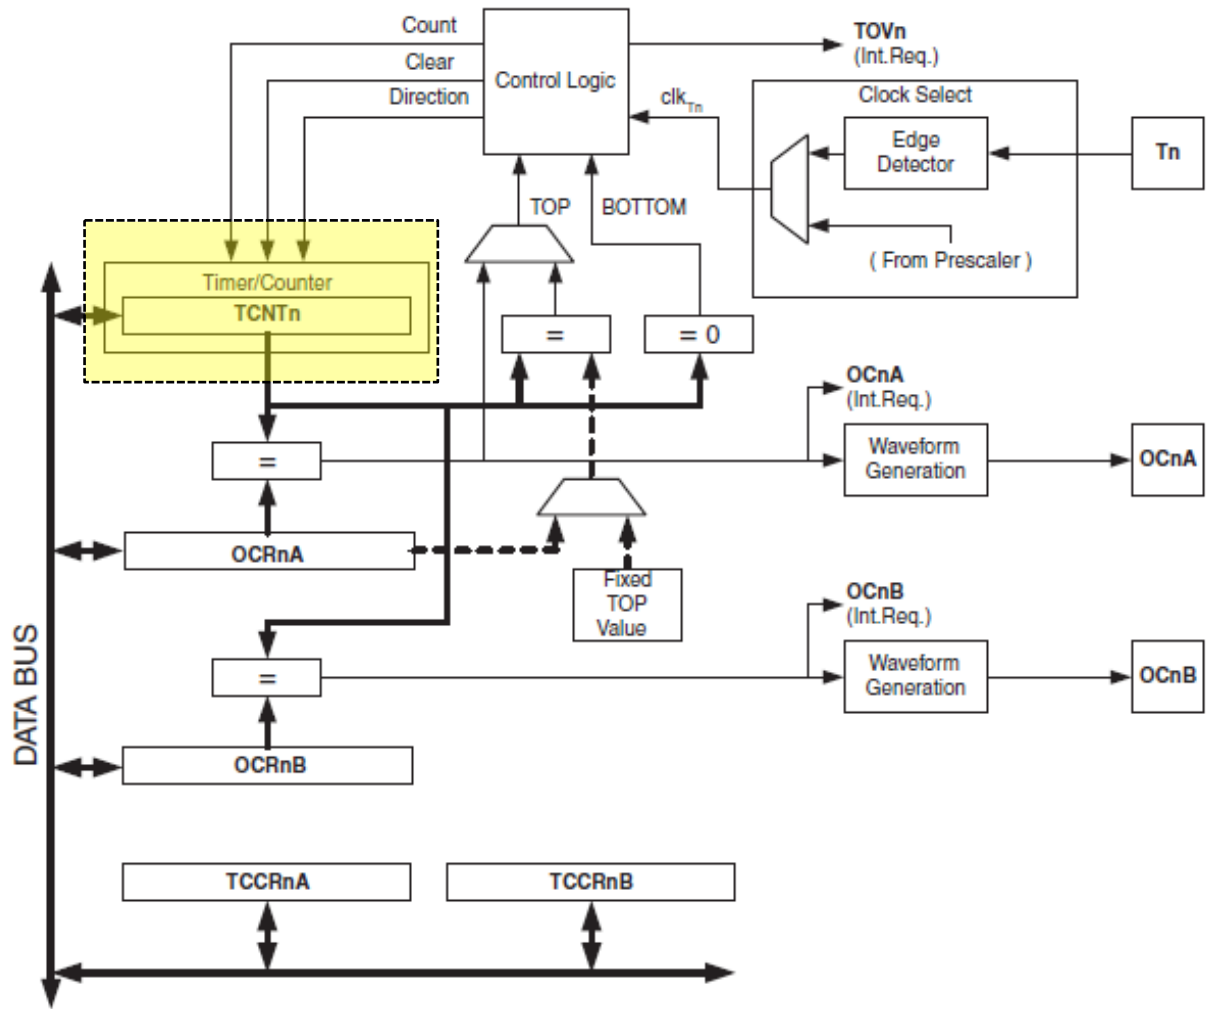 Count
Clear
Direction
Control Logic
TOVn
(Int.Req.)
clkTn
Clock Select
Edge
Detector
Tn
( From Prescaler )
TOP
BOTTOM
Timer/Counter
TCNTn
=
= 0
OCnA
(Int.Req.)
=
Waveform
Generation
OCnA
OCRnA
Fixed
TOP
Value
OCnB
(Int.Req.)
=
Waveform
Generation
OCnB
OCRnB
DATA BUS
TCCRnA
TCCRnB